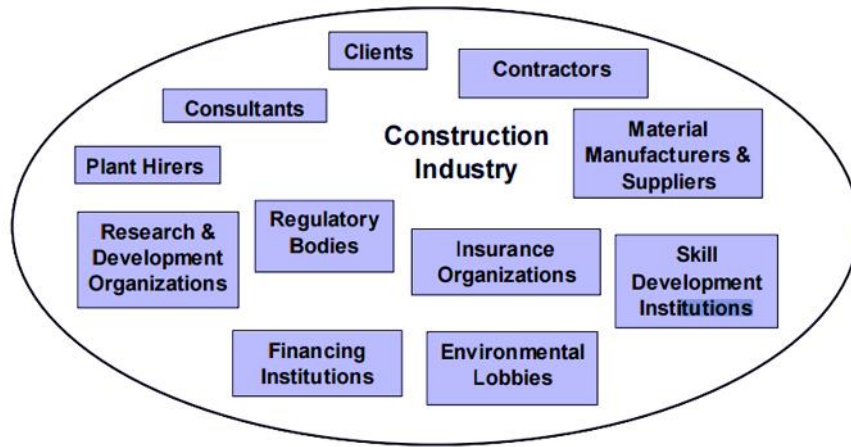 Clients
Contractors
Consultants
Construction
Industry
Material
Manufacturers &
Suppliers
Plant Hirers
Research &
Development
Organizations
Regulatory
Bodies
Insurance
Organizations
Skill
Development
Institutions
Financing
Institutions
Environmental
Lobbies